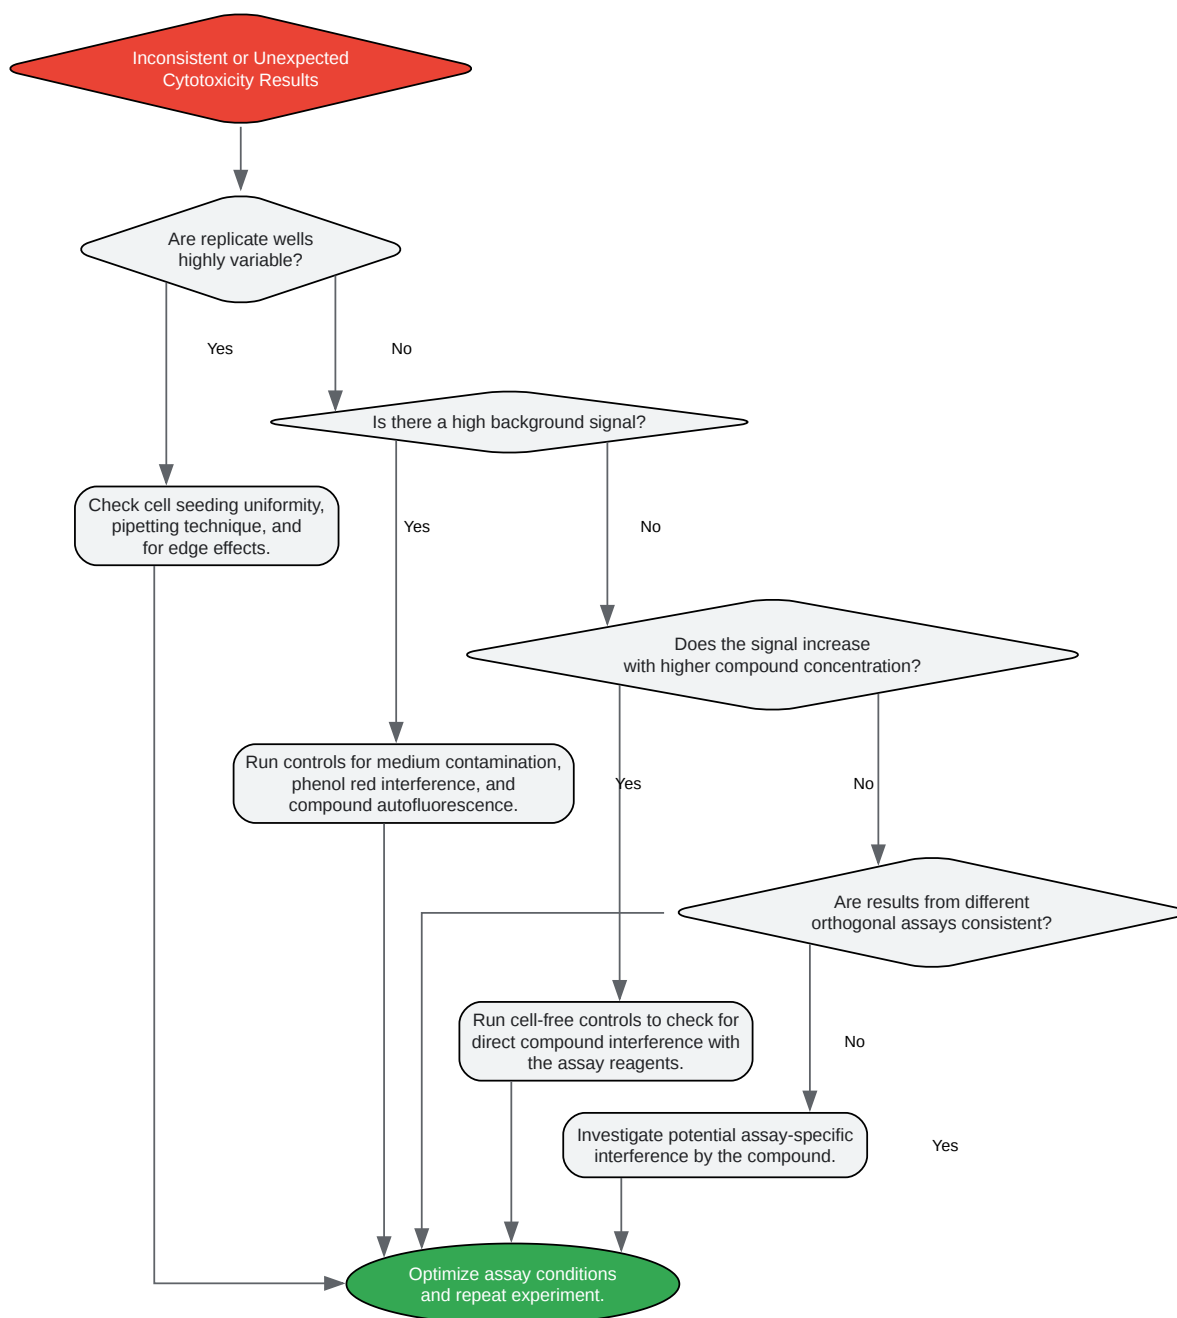 Inconsistent or Unexpected
Cytotoxicity Results
Are replicate wells
highly variable?
Yes
No
Is there a high background signal?
Check cell seeding uniformity,
pipetting technique, and
for edge effects.
Yes
No
Does the signal increase
with higher compound concentration?
Run controls for medium contamination,
phenol red interference, and
compound autofluorescence.
Yes
No
Are results from different
orthogonal assays consistent?
Run cell-free controls to check for
direct compound interference with
the assay reagents.
No
Investigate potential assay-specific
interference by the compound.
Yes
Optimize assay conditions
and repeat experiment.